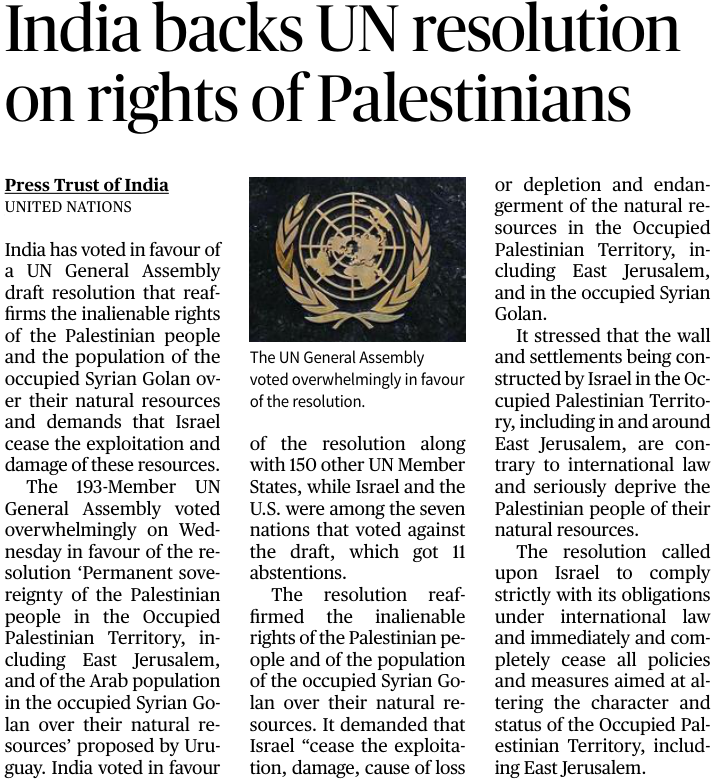 India backs UN resolution
on rights of Palestinians
Press Trust of India
UNITED NATIONS
India has voted in favour of
a UN General Assembly
draft resolution that reaf-
firms the inalienable rights
of the Palestinian people
and the population of the
occupied Syrian Golan ov-
er their natural resources
and demands that Israel
cease the exploitation and
damage of these resources.
The 193-Member UN
General Assembly voted
overwhelmingly on Wed-
nesday in favour of the re-
solution ‘Permanent sove-
reignty of the Palestinian
people in the Occupied
Palestinian Territory, in-
cluding East Jerusalem,
and of the Arab population
in the occupied Syrian Go-
lan over their natural re-
sources’ proposed by Uru-
guay. India voted in favour
The UN General Assembly
voted overwhelmingly in favour
of the resolution.
of the resolution along
with 150 other UN Member
States, while Israel and the
U.S. were among the seven
nations that voted against
the draft, which got 11
abstentions.
The resolution reaf-
firmed the inalienable
rights of the Palestinian pe-
ople and of the population
of the occupied Syrian Go-
lan over their natural re-
sources. It demanded that
Israel “cease the exploita-
tion, damage, cause of loss
or depletion and endan-
germent of the natural re-
sources in the Occupied
Palestinian Territory, in-
cluding East Jerusalem,
and in the occupied Syrian
Golan.
It stressed that the wall
and settlements being con-
structed by Israel in the Oc-
cupied Palestinian Territo-
ry, including in and around
East Jerusalem, are con-
trary to international law
and seriously deprive the
Palestinian people of their
natural resources.
The resolution called
upon Israel to comply
strictly with its obligations
under international law
and immediately and com-
pletely cease all policies
and measures aimed at al-
tering the character and
status of the Occupied Pal-
estinian Territory, includ-
ing East Jerusalem.